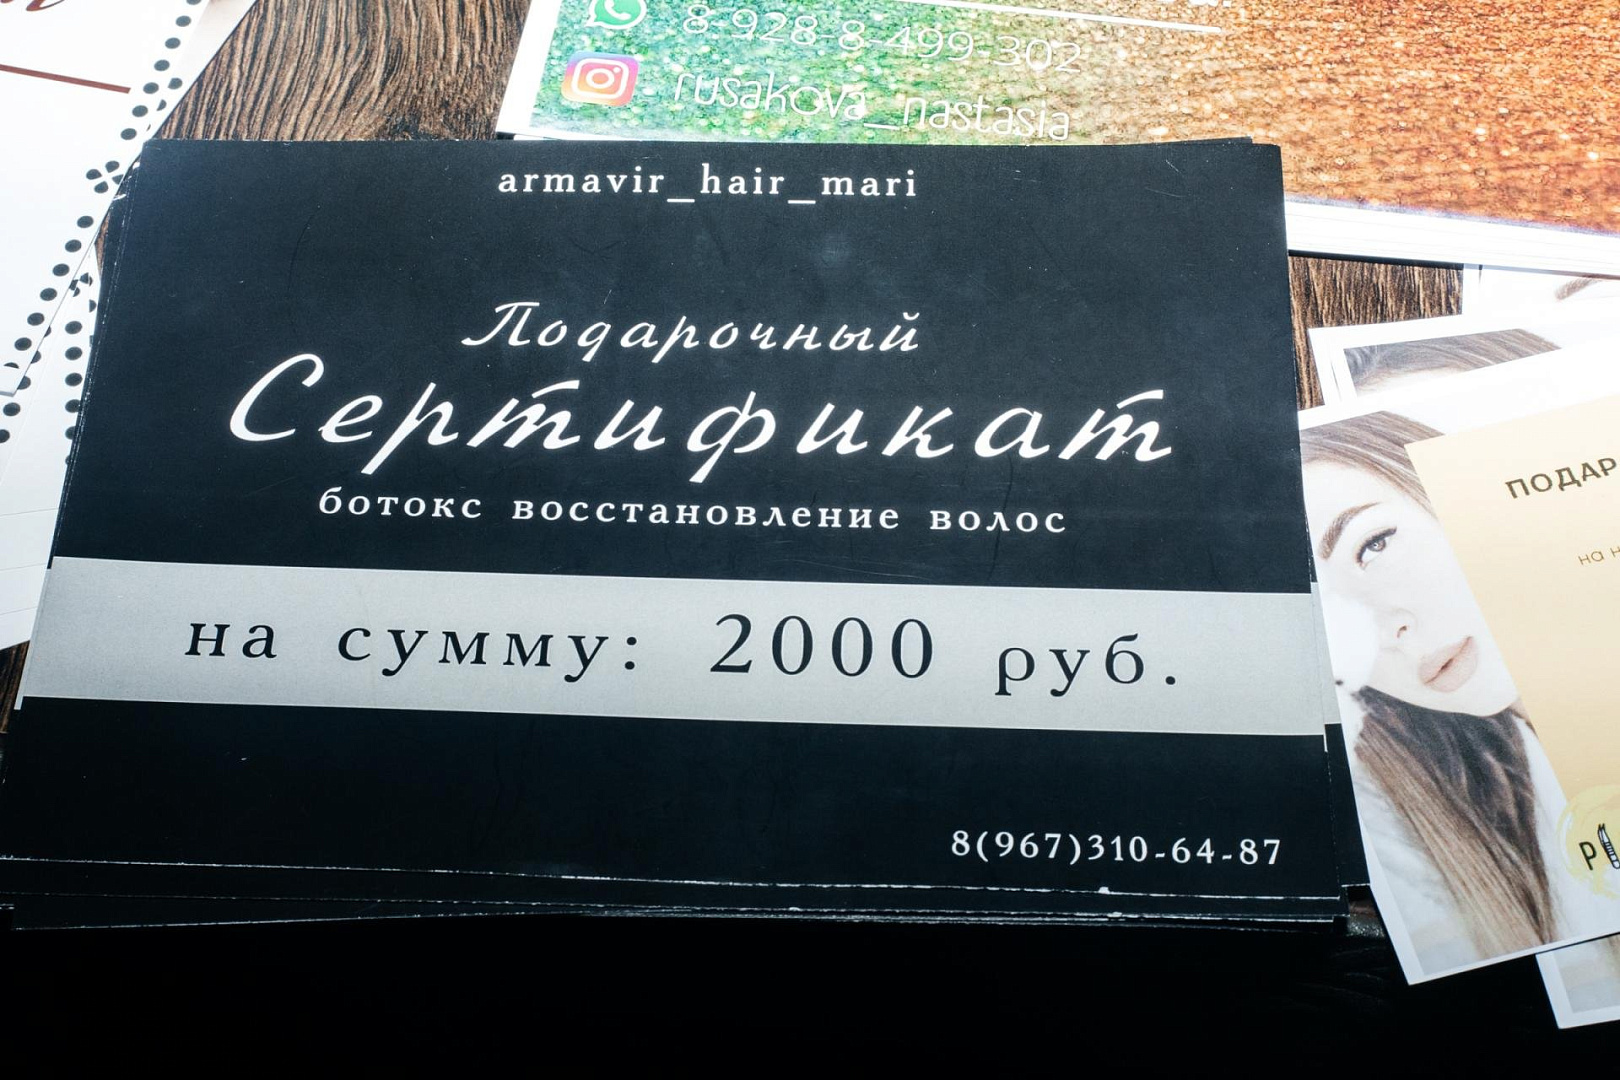 8-928-8-499-302
rusakova_nastasia
armavir_hair_mari
Подарочный
Сертификат
ботокс восстановление волос
на сумму: 2000 руб.
8(967)310-64-87
ПОДАР
на н